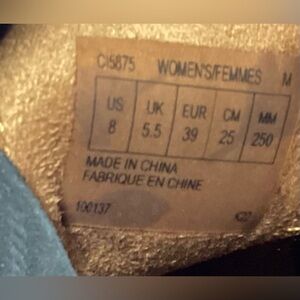 CI5875 WOMEN'S/FEMMES M
US UK EUR CM MM
8 5.5 39 25 250
MADE IN CHINA
FABRIQUE EN CHINE
100137